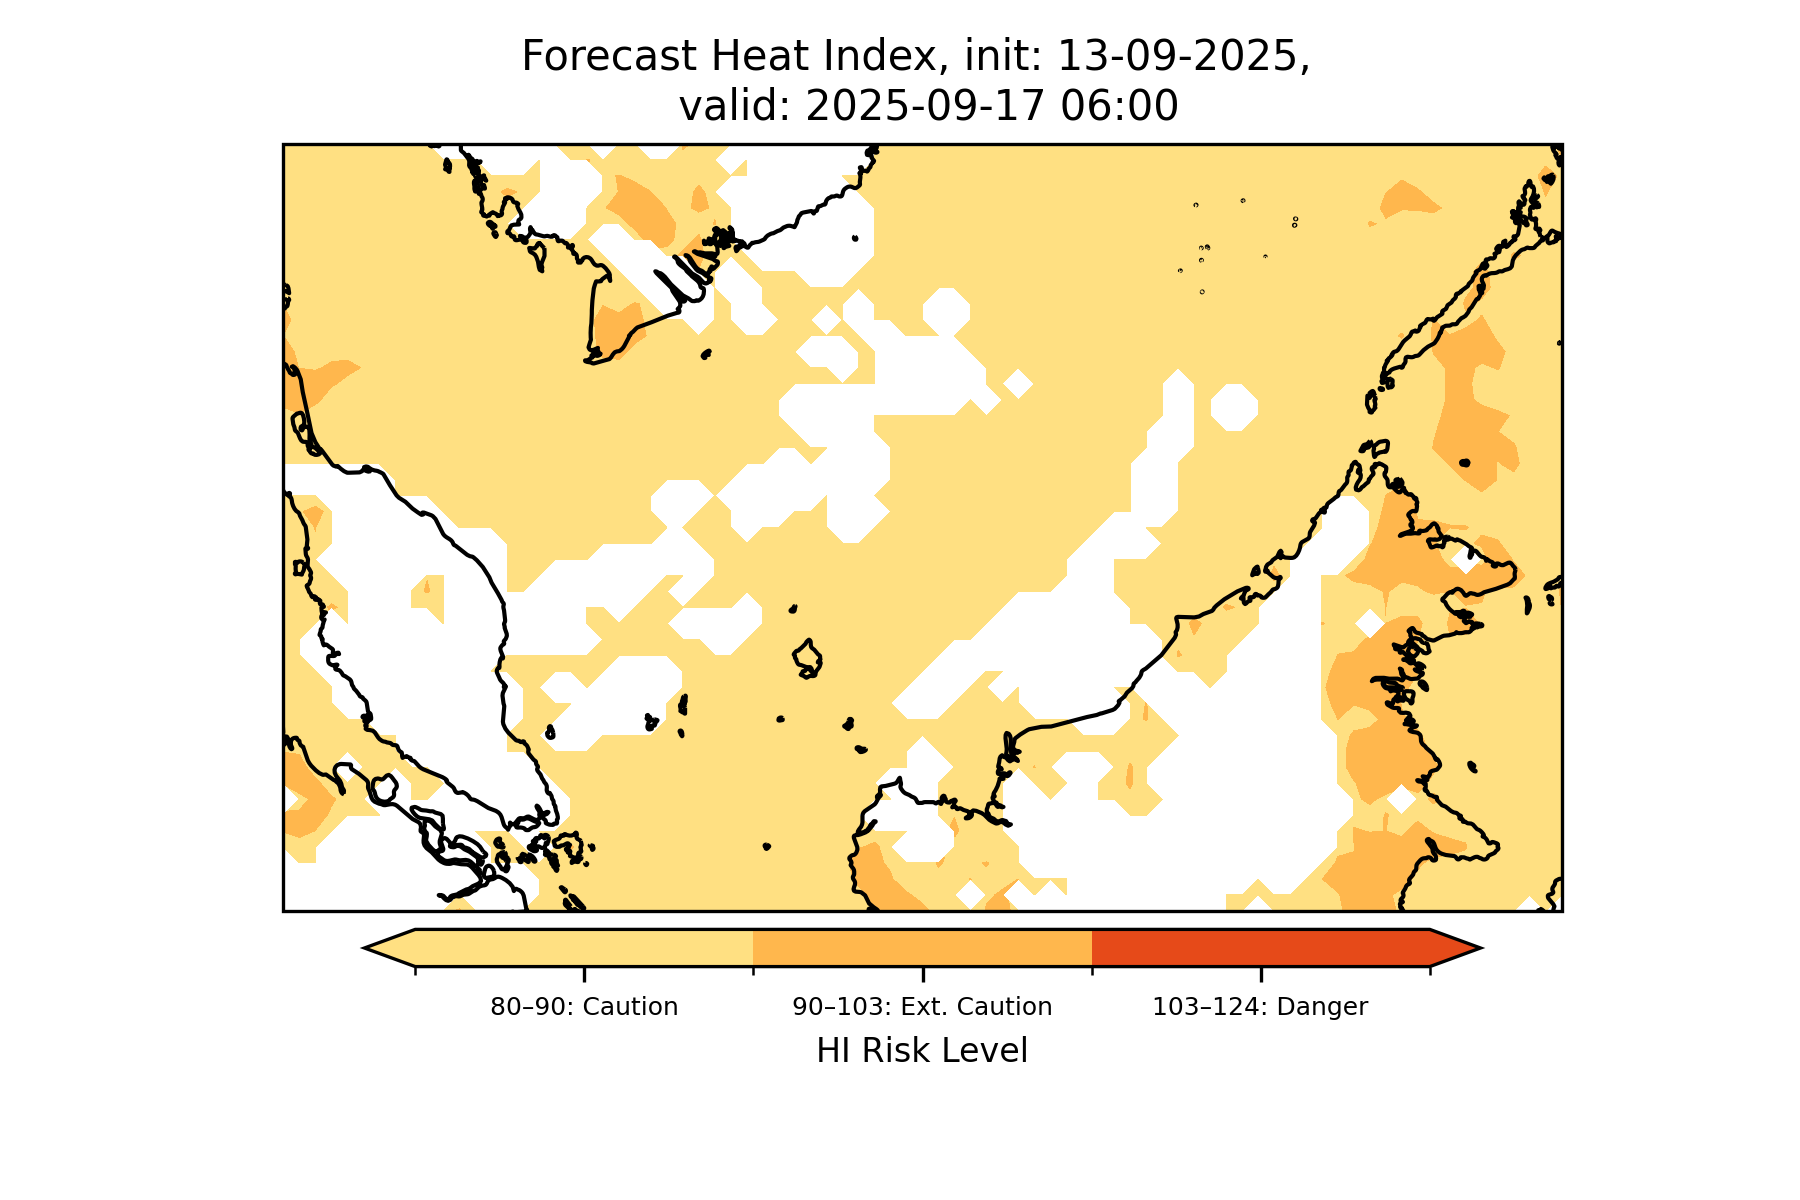 Forecast Heat Index, init: 13-09-2025,
valid: 2025-09-17 06:00
80–90: Caution
90–103: Ext. Caution
103–124: Danger
HI Risk Level